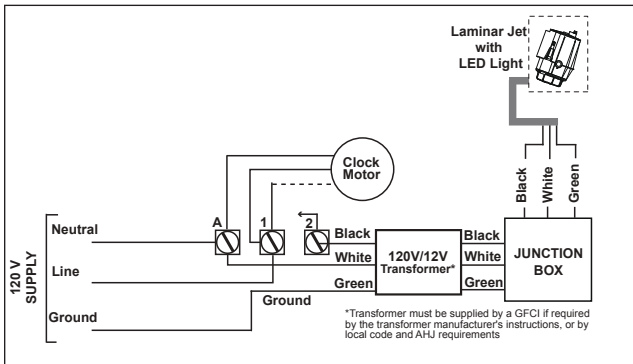 Laminar Jet
with
LED Light
Clock
Motor
Black
White
Green
120 V
SUPPLY
Neutral
Line
Ground
A
1
2
Black
White
Green
Ground
120V/12V
Transformer*
Black
White
Green
JUNCTION
BOX
*Transformer must be supplied by a GFCI if required
by the transformer manufacturer's instructions, or by
local code and AHJ requirements